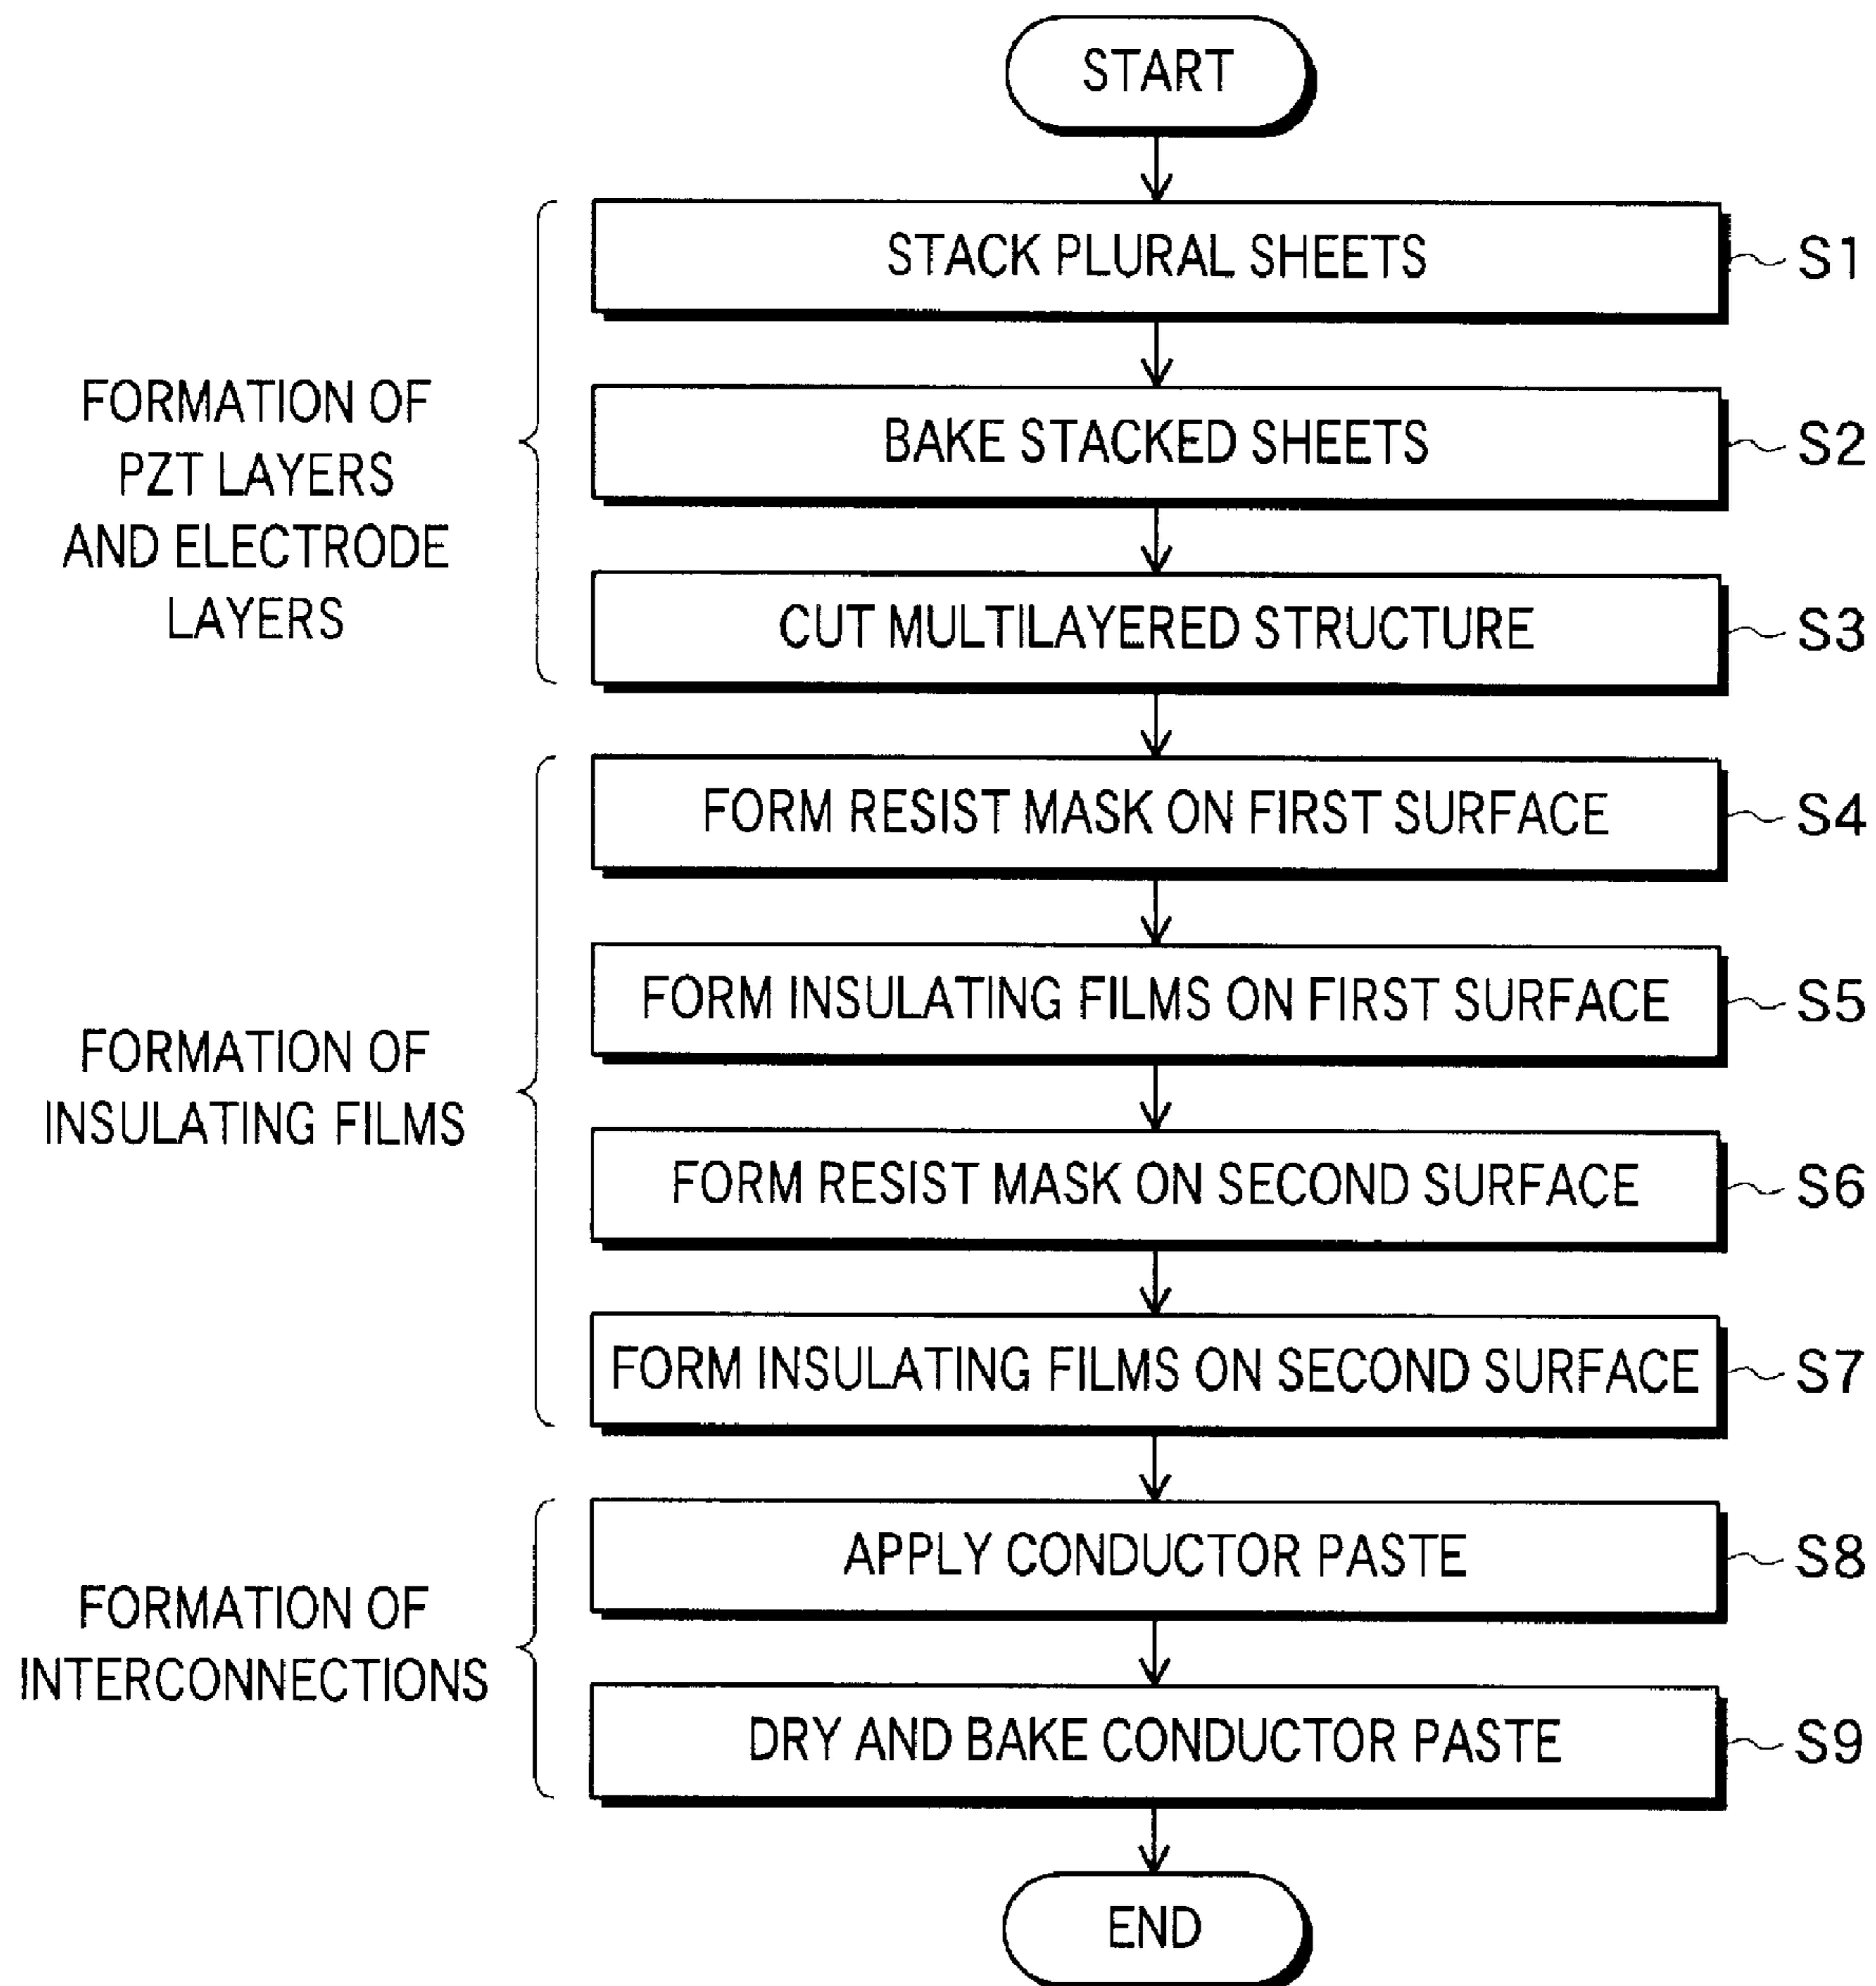 START
FORMATION OF
PZT LAYERS
AND ELECTRODE
LAYERS
STACK PLURAL SHEETS
S1
BAKE STACKED SHEETS
S2
CUT MULTILAYERED STRUCTURE
S3
FORMATION OF
INSULATING FILMS
FORM RESIST MASK ON FIRST SURFACE
S4
FORM INSULATING FILMS ON FIRST SURFACE
S5
FORM RESIST MASK ON SECOND SURFACE
S6
FORM INSULATING FILMS ON SECOND SURFACE
S7
FORMATION OF
INTERCONNECTIONS
APPLY CONDUCTOR PASTE
S8
DRY AND BAKE CONDUCTOR PASTE
S9
END